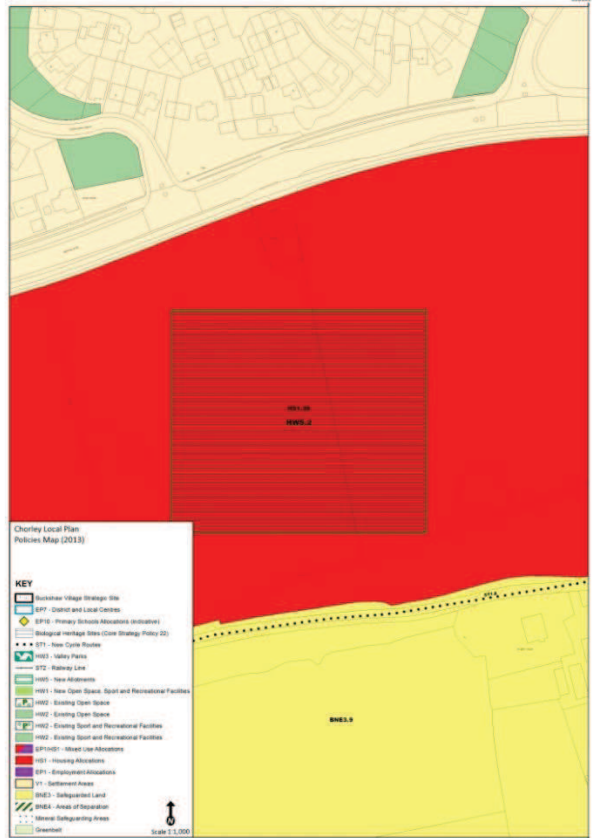 HW5.2
BNE3.9
Chorley Local Plan
Policies Map (2013)
KEY
Buckshaw Village Strategic Site
EP7 - District and Local Centres
EP10 - Primary Schools Allocations (indicative)
Biological Heritage Sites (Core Strategy Policy 22)
ST1 - New Cycle Routes
HW3 - Valley Parks
ST2 - Railway Line
HW5 - New Allotments
HW1 - New Open Space, Sport and Recreational Facilities
HW2 - Existing Open Space
HW2 - Existing Open Space
HW2 - Existing Sport and Recreational Facilities
HW2 - Existing Sport and Recreational Facilities
EP1/HS1 - Mixed Use Allocations
HS1 - Housing Allocations
EP1 - Employment Allocations
V1 - Settlement Areas
BNE3 - Safeguarded Land
BNE4 - Areas of Separation
Mineral Safeguarding Areas
Greenbelt
N
Scale 1:1,000